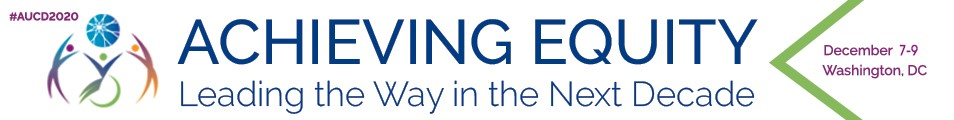 #AUCD2020
ACHIEVING EQUITY
Leading the Way in the Next Decade
December 7-9
Washington, DC